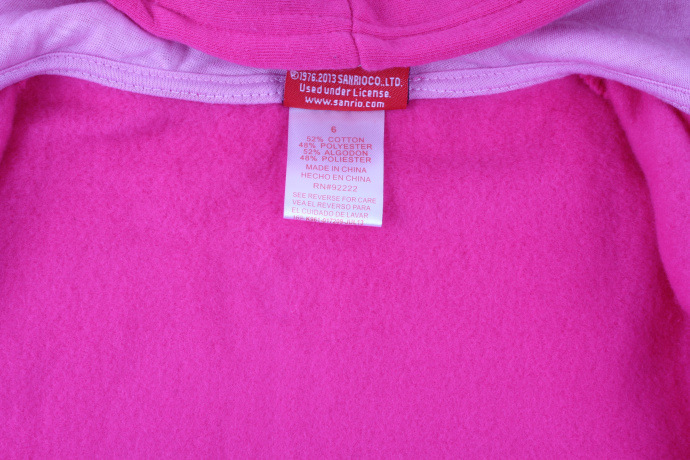 ©1976.2013 SANRIO CO.,LTD.
Used under License.
www.sanrio.com
6
52% COTTON
48% POLYESTER
52% ALGODON
48% POLIESTER
MADE IN CHINA
HECHO EN CHINA
RN#92222
SEE REVERSE FOR CARE
VEA EL REVERSO PARA
EL CUIDADO DE LAVAR